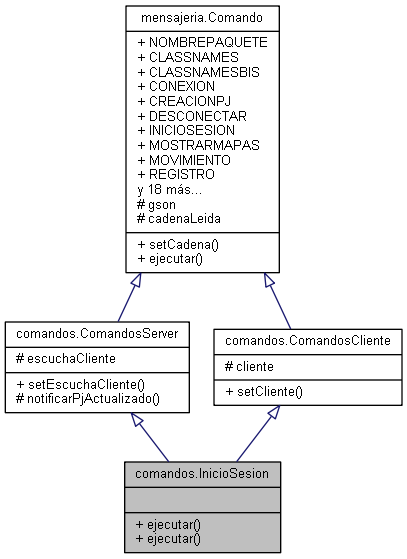 mensajeria.Comando
+ NOMBREPAQUETE
+ CLASSNAMES
+ CLASSNAMESBIS
+ CONEXION
+ CREACIONPJ
+ DESCONECTAR
+ INICIOSESION
+ MOSTRARMAPAS
+ MOVIMIENTO
+ REGISTRO
y 18 más...
# gson
# cadenaLeida
+ setCadena()
+ ejecutar()
comandos.ComandosServer
# escuchaCliente
+ setEscuchaCliente()
# notificarPjActualizado()
comandos.ComandosCliente
# cliente
+ setCliente()
comandos.InicioSesion
+ ejecutar()
+ ejecutar()